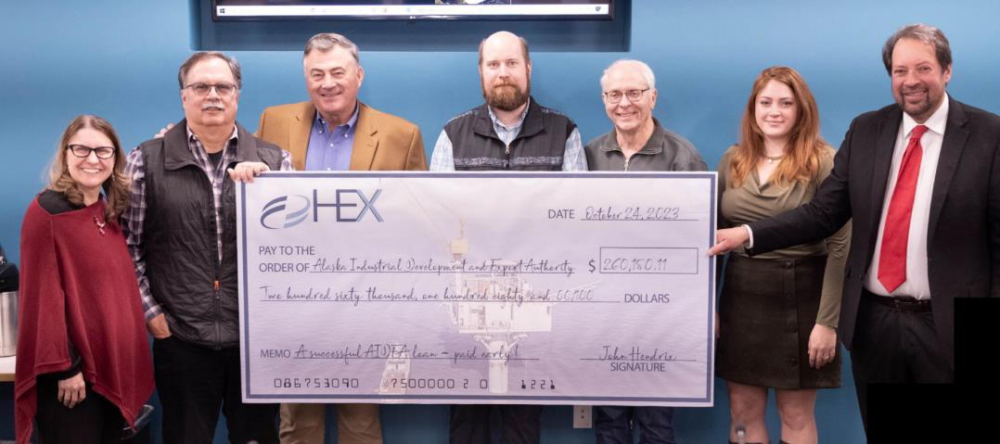 HEX
DATE October 24, 2023
PAY TO THE
ORDER OF Alaska Industrial Development and Export Authority $ 260,180.11
Two hundred sixty thousand, one hundred eighty and 00/100 DOLLARS
MEMO A successful AIDEA loan ~ paid early! John Hendrix
SIGNATURE
086753090 7500000 2 0 1221